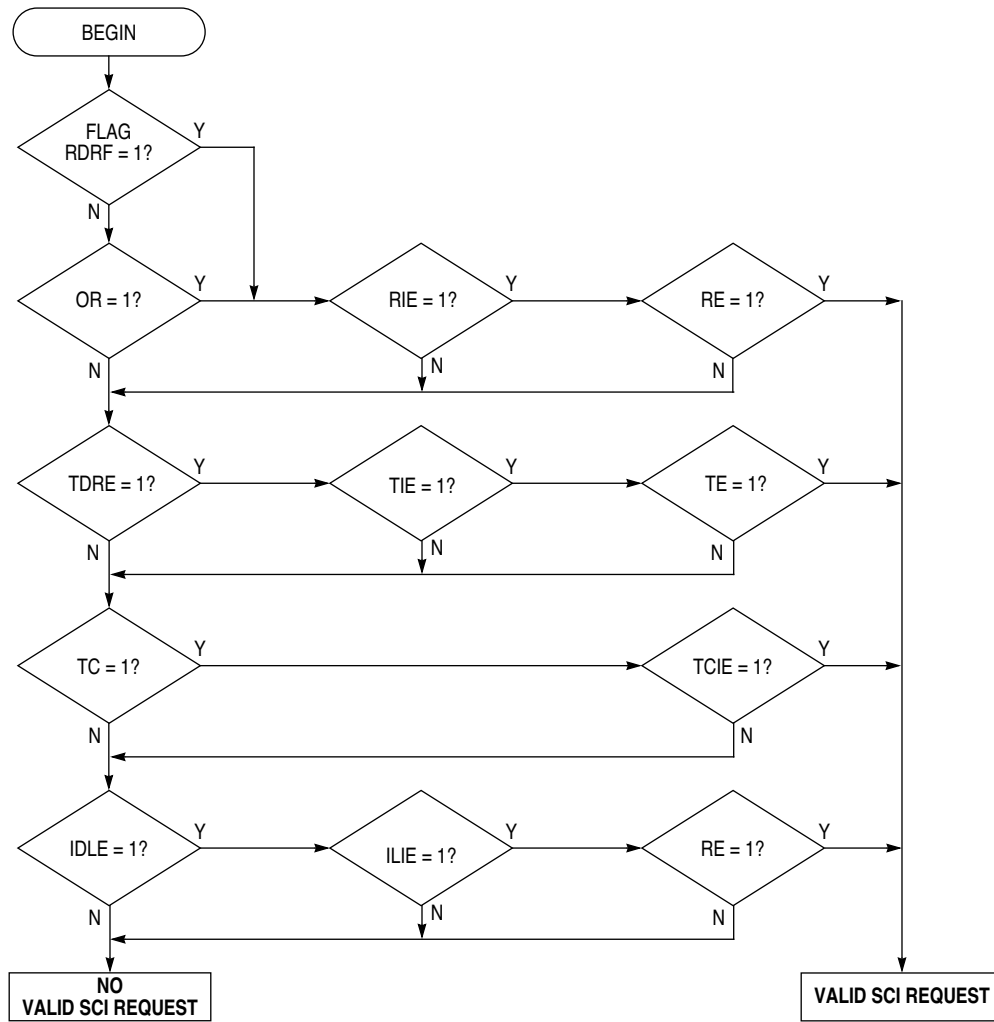 BEGIN
FLAG
RDRF = 1?
Y
N
OR = 1?
Y
N
RIE = 1?
Y
N
RE = 1?
Y
N
TDRE = 1?
Y
N
TIE = 1?
Y
N
TE = 1?
Y
N
TC = 1?
Y
N
TCIE = 1?
Y
N
IDLE = 1?
Y
N
ILIE = 1?
Y
N
RE = 1?
Y
N
NO
VALID SCI REQUEST
VALID SCI REQUEST